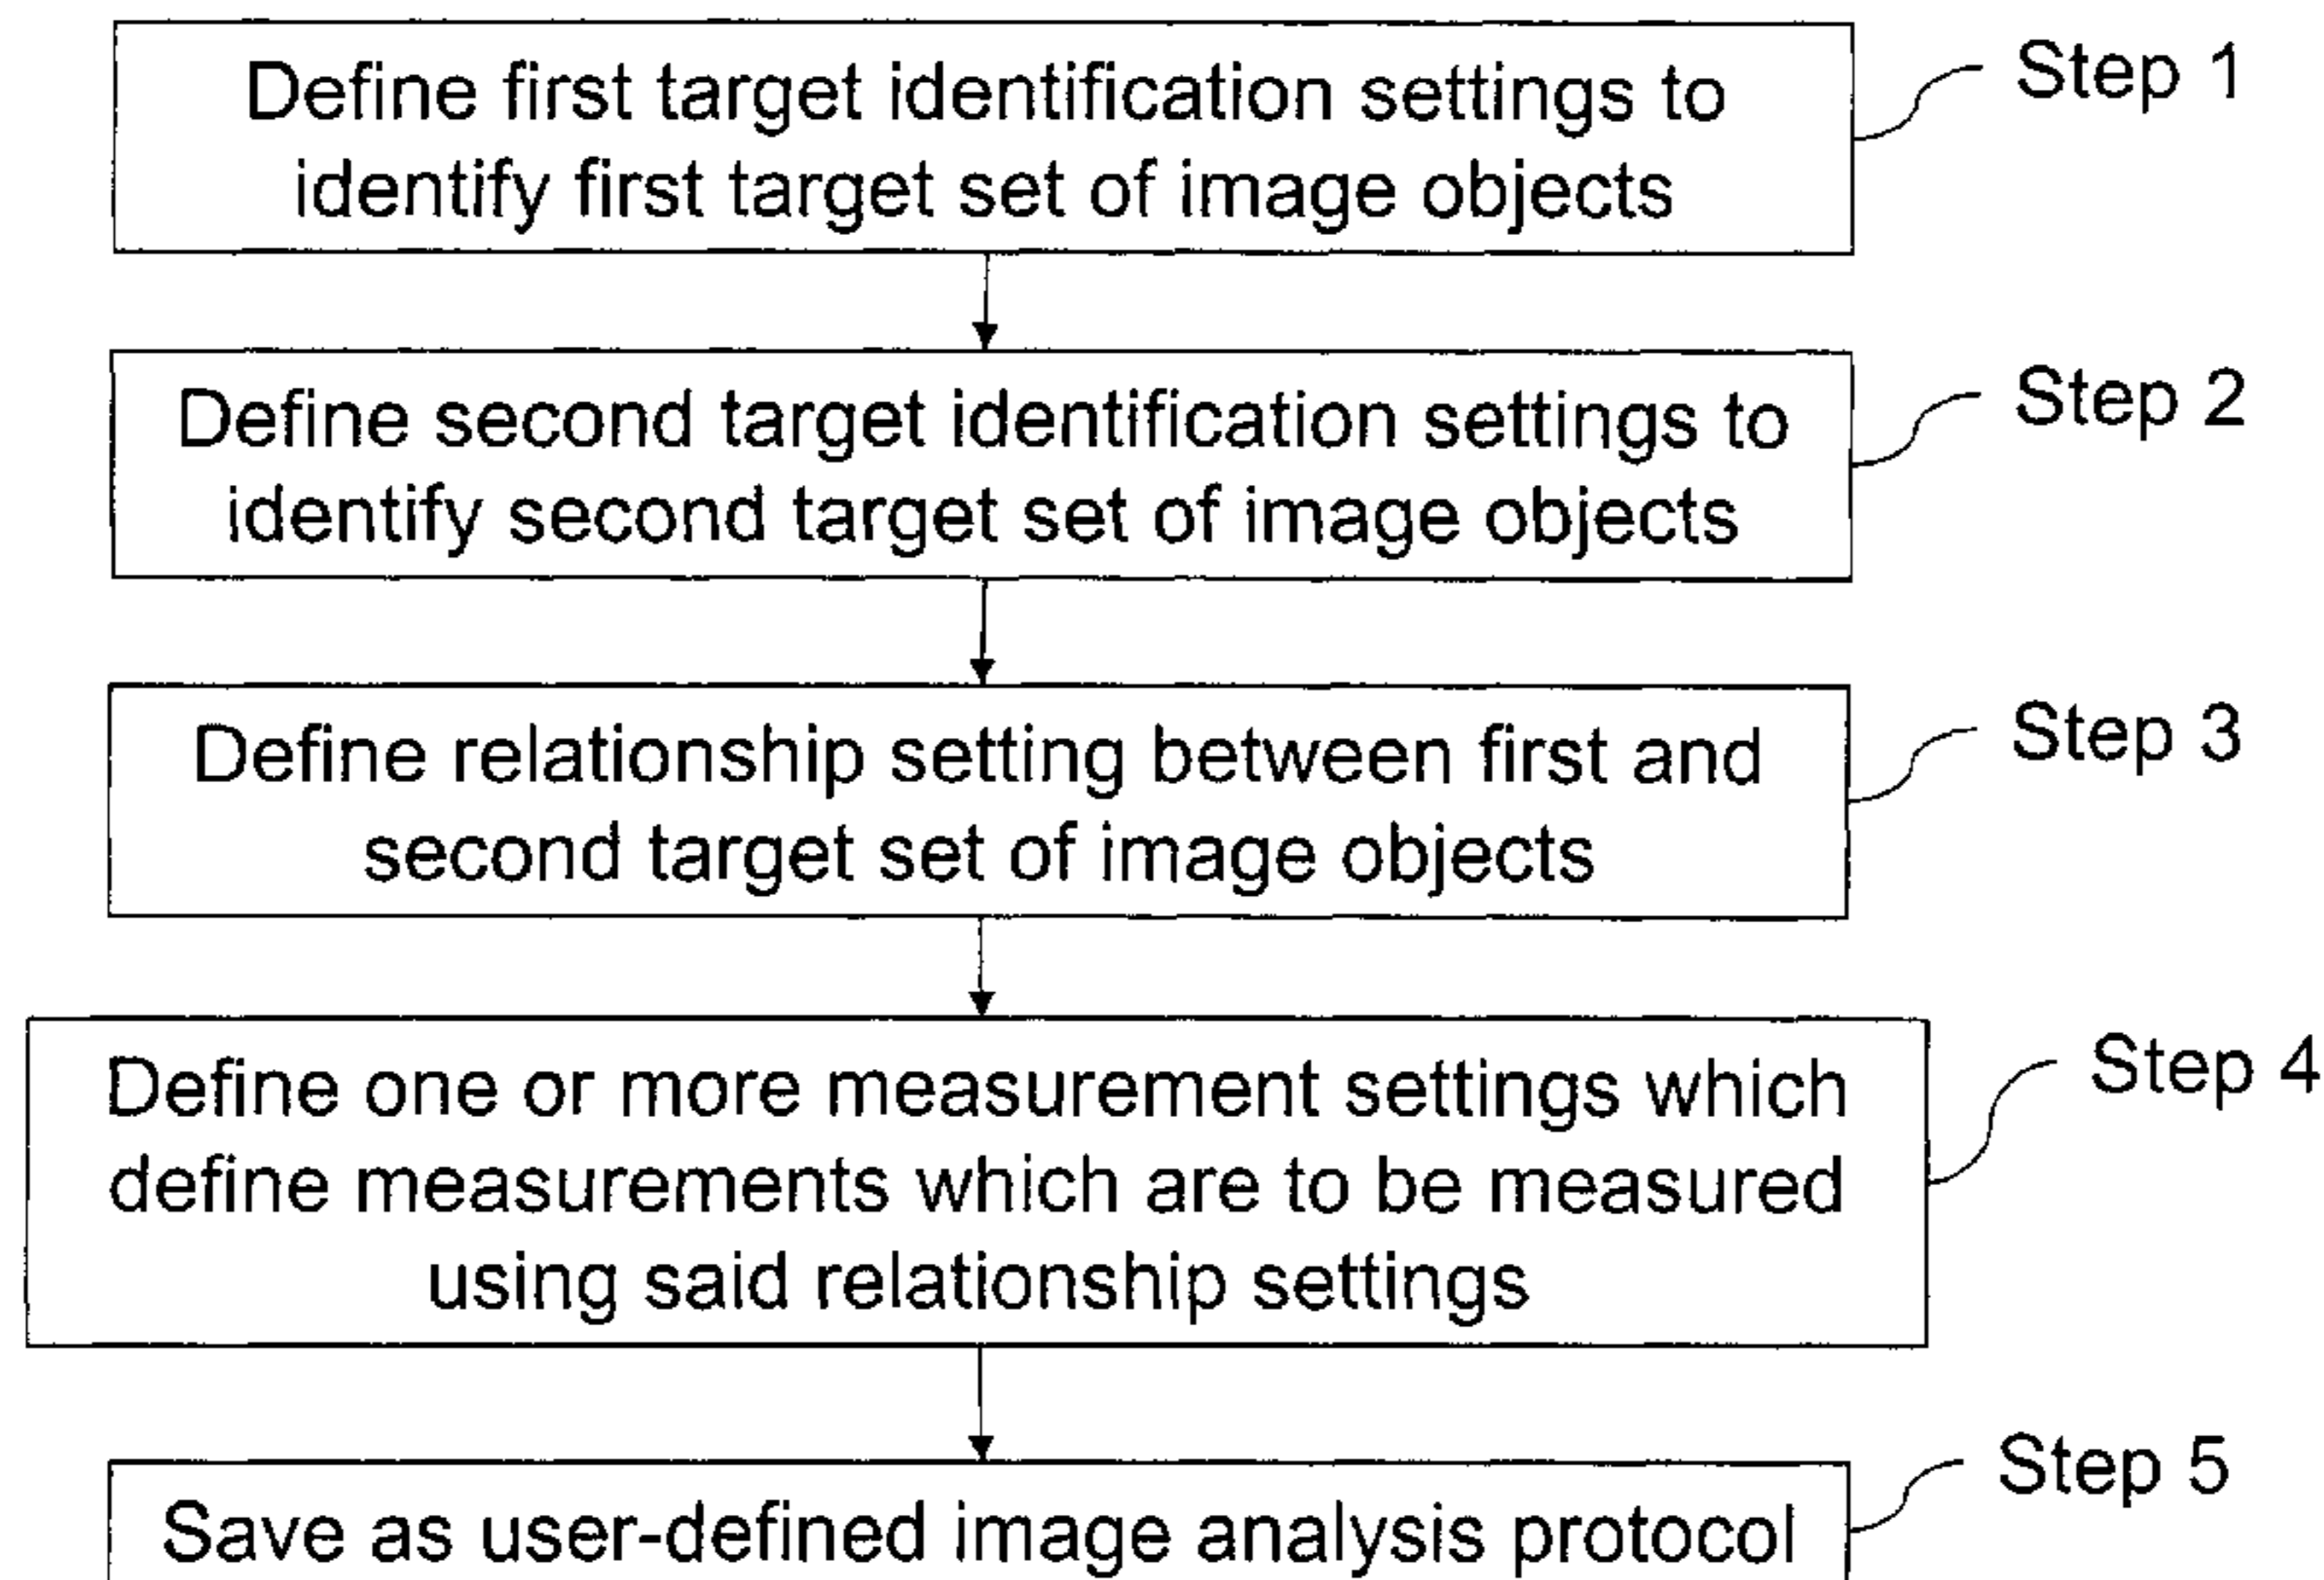 Define first target identification settings to
identify first target set of image objects
Step 1
Define second target identification settings to
identify second target set of image objects
Step 2
Define relationship setting between first and
second target set of image objects
Step 3
Define one or more measurement settings which
define measurements which are to be measured
using said relationship settings
Step 4
Save as user-defined image analysis protocol
Step 5